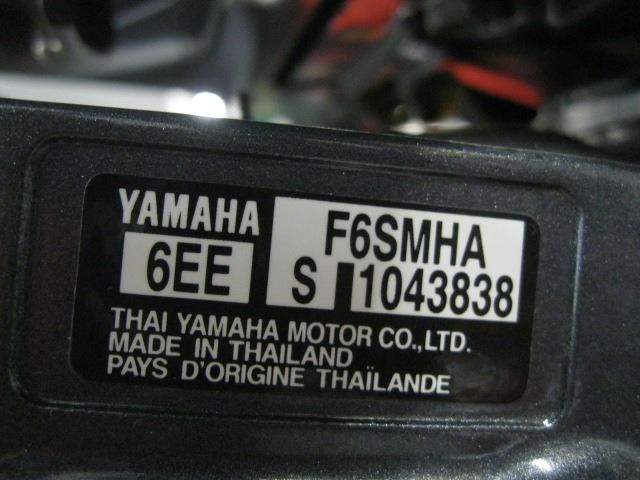 YAMAHA
F6SMHA
6EE
S 1043838
THAI YAMAHA MOTOR CO.,LTD.
MADE IN THAILAND
PAYS D'ORIGINE THAÏLANDE